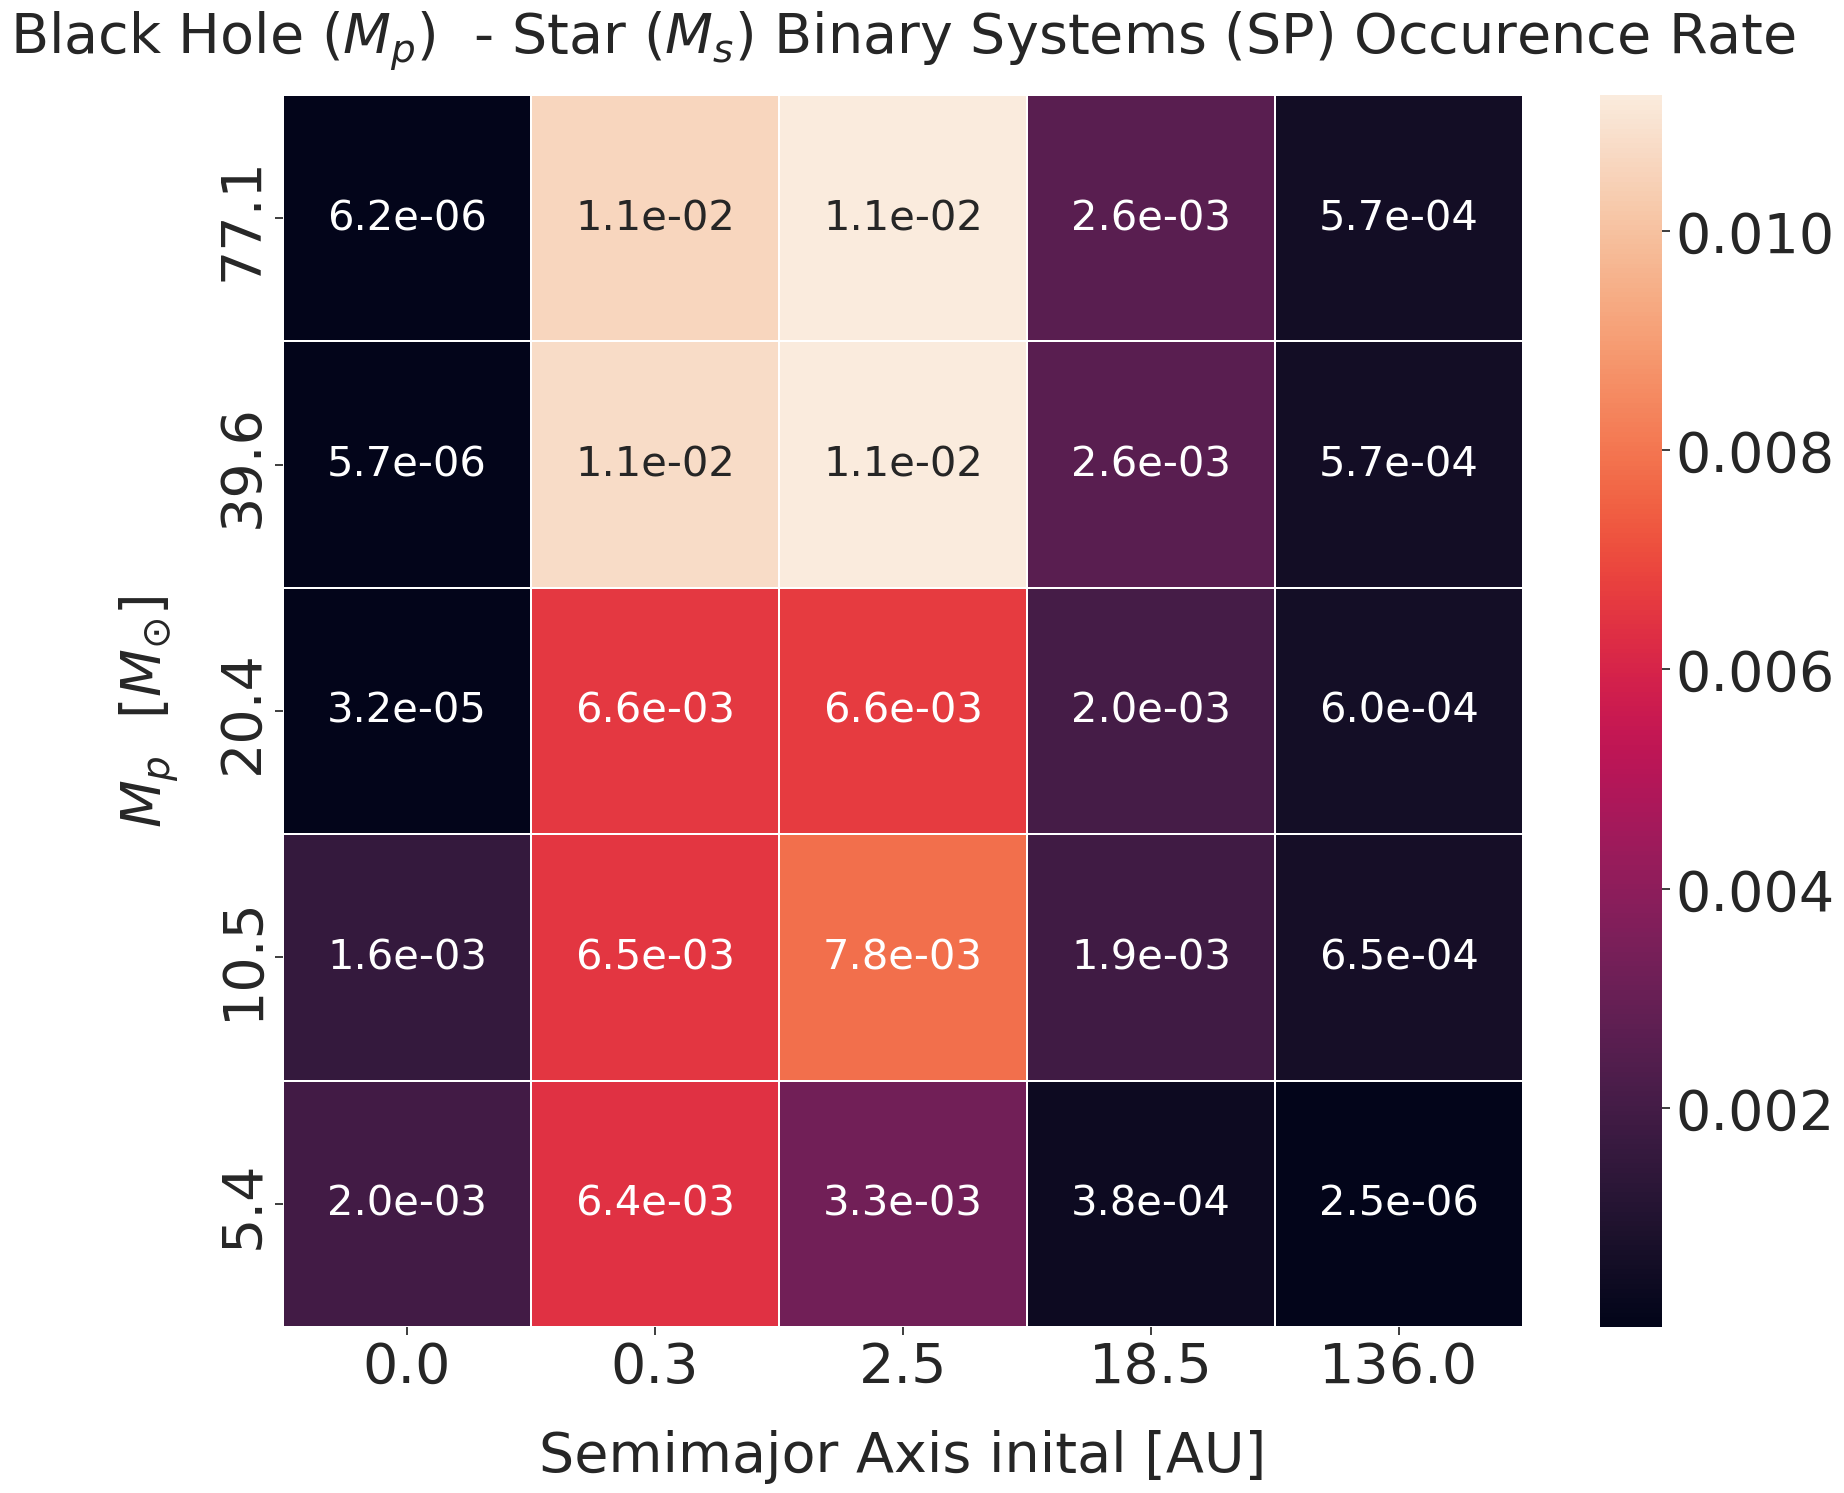 Black Hole (M_p) - Star (M_s) Binary Systems (SP) Occurence Rate
77.1 6.2e-06 1.1e-02 1.1e-02 2.6e-03 5.7e-04
39.6 5.7e-06 1.1e-02 1.1e-02 2.6e-03 5.7e-04
20.4 3.2e-05 6.6e-03 6.6e-03 2.0e-03 6.0e-04
10.5 1.6e-03 6.5e-03 7.8e-03 1.9e-03 6.5e-04
5.4 2.0e-03 6.4e-03 3.3e-03 3.8e-04 2.5e-06
M_p [M_⊙]
0.0 0.3 2.5 18.5 136.0
Semimajor Axis inital [AU]
0.010
0.008
0.006
0.004
0.002